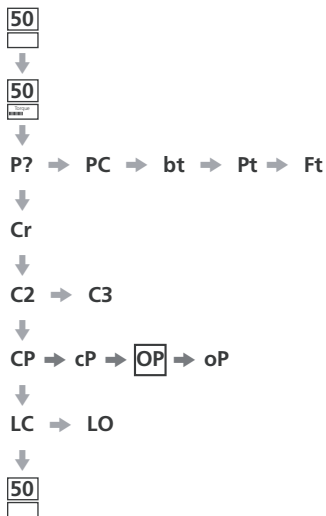 50
50
Torque
P? PC bt Pt Ft
Cr
C2 C3
CP cP OP oP
LC LO
50